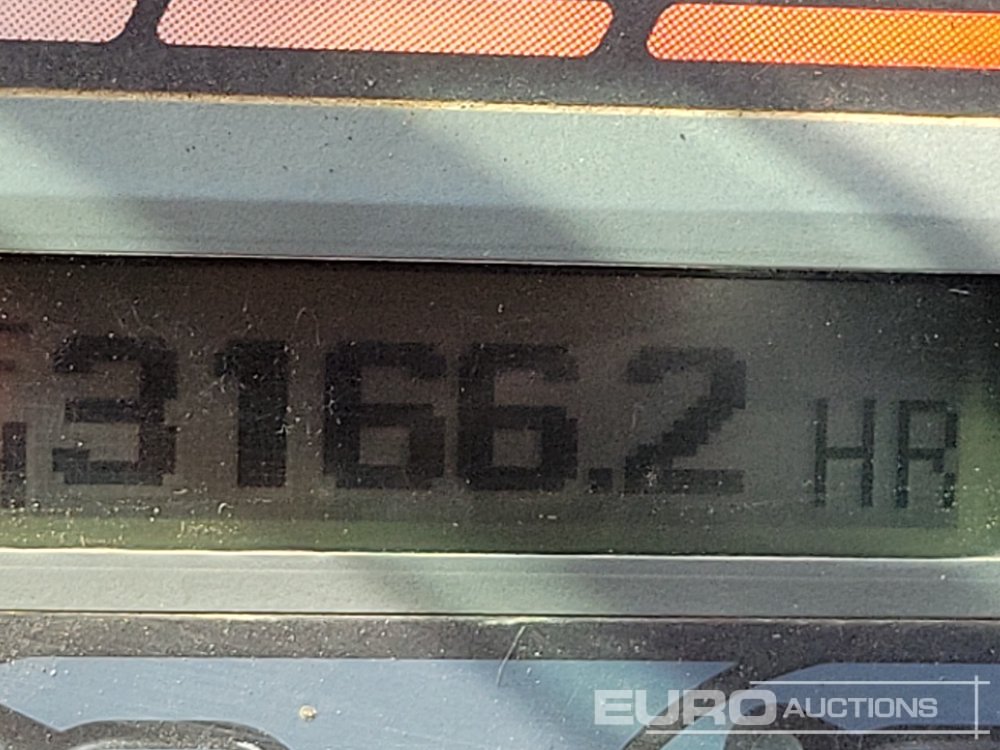 3166.2 HR
EURO AUCTIONS